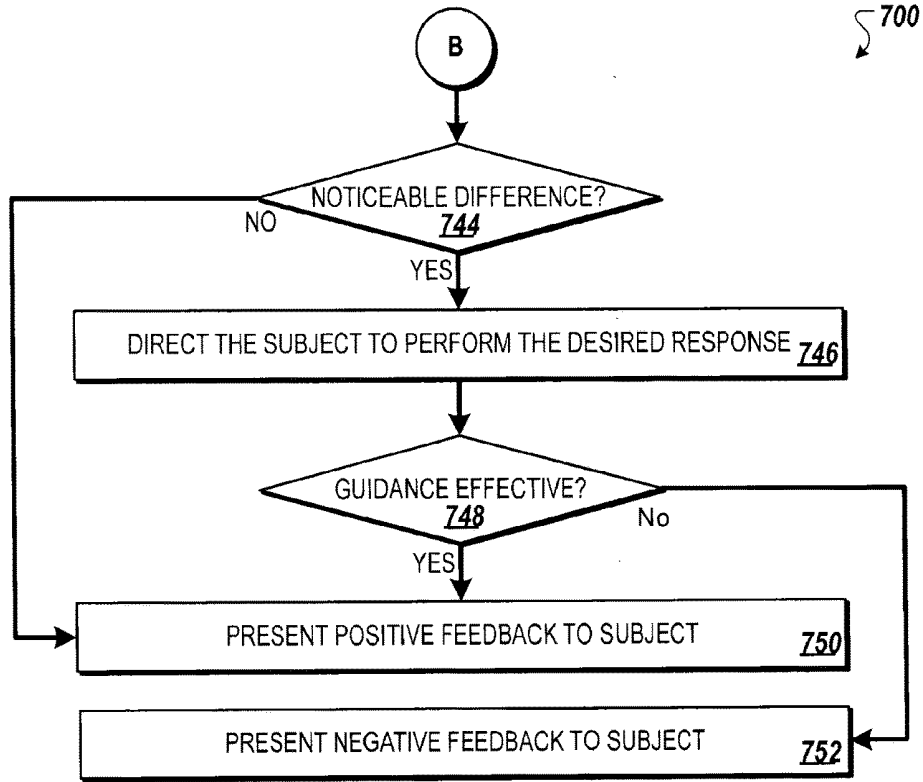 700
B
NOTICEABLE DIFFERENCE?
NO
744
YES
DIRECT THE SUBJECT TO PERFORM THE DESIRED RESPONSE 746
GUIDANCE EFFECTIVE?
748
No
YES
PRESENT POSITIVE FEEDBACK TO SUBJECT 750
PRESENT NEGATIVE FEEDBACK TO SUBJECT 752